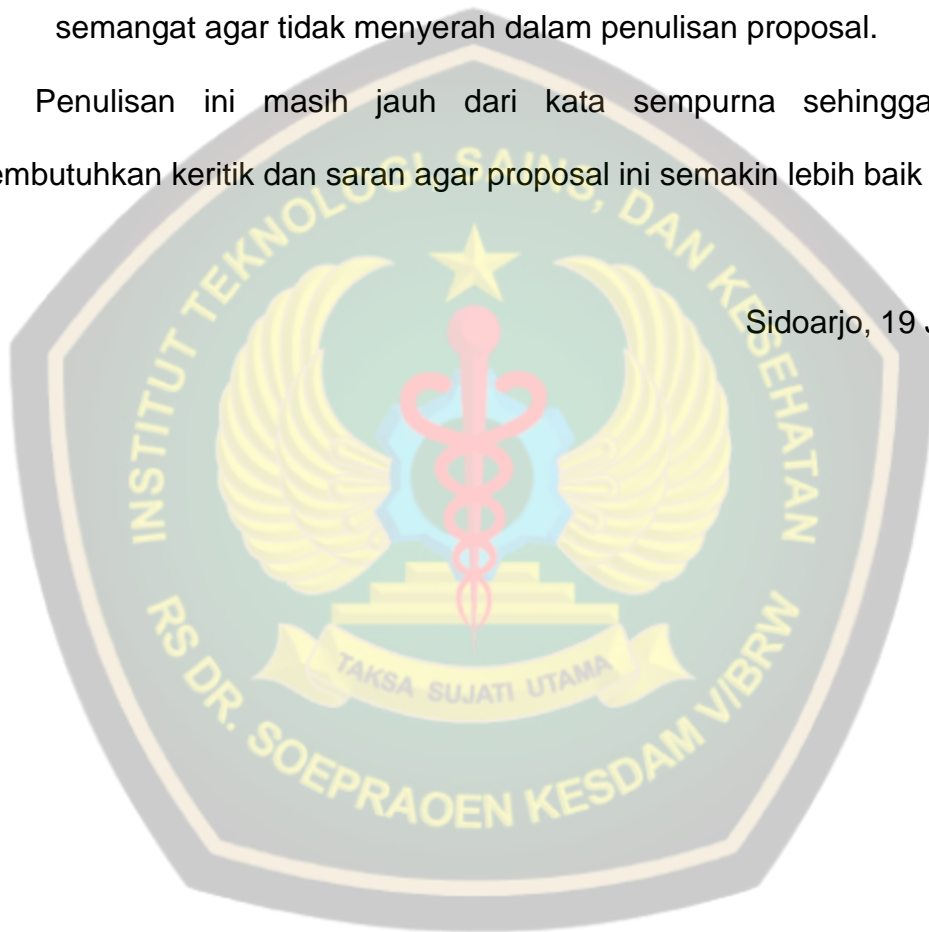 semangat agar tidak menyerah dalam penulisan proposal.
Penulisan ini masih jauh dari kata sempurna sehingga
embutuhkan keritik dan saran agar proposal ini semakin lebih baik
Sidoarjo, 19
INSTITUT TEKNOLOGI, SAINS, DAN KESEHATAN
TAKSA SUJATI UTAMA
RS DR. SOEPRAOEN KESDAM V/BRW